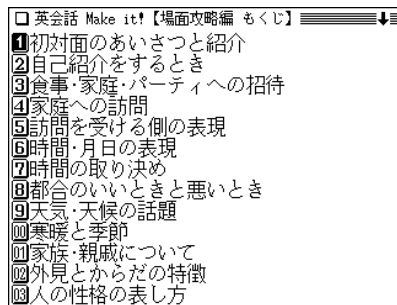 □ 英会話 Make it!【場面攻略編 もくじ】
1初対面のあいさつと紹介
2自己紹介をするとき
3食事・家庭・パーティへの招待
4家庭への訪問
5訪問を受ける側の表現
6時間・月日の表現
7時間の取り決め
8都合のいいときと悪いとき
9天気・天候の話題
00寒暖と季節
01家族・親戚について
02外見とからだの特徴
03人の性格の表し方